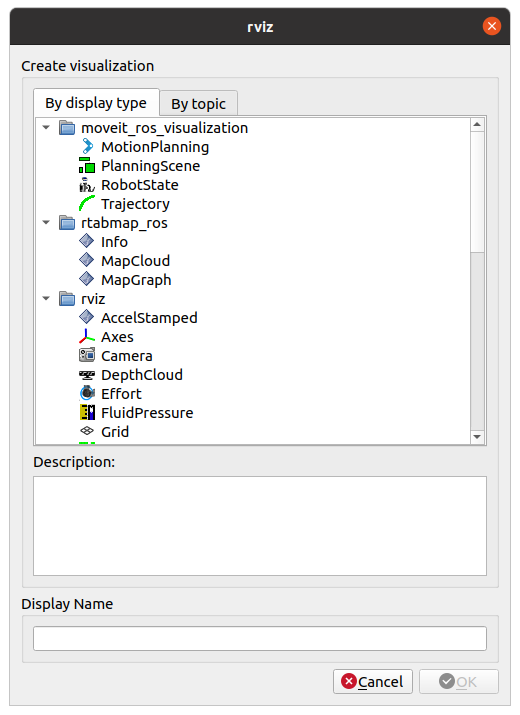 rviz
Create visualization
By display type
By topic
moveit_ros_visualization
MotionPlanning
PlanningScene
RobotState
Trajectory
rtabmap_ros
Info
MapCloud
MapGraph
rviz
AccelStamped
Axes
Camera
DepthCloud
Effort
FluidPressure
Grid
Description:
Display Name
Cancel
OK